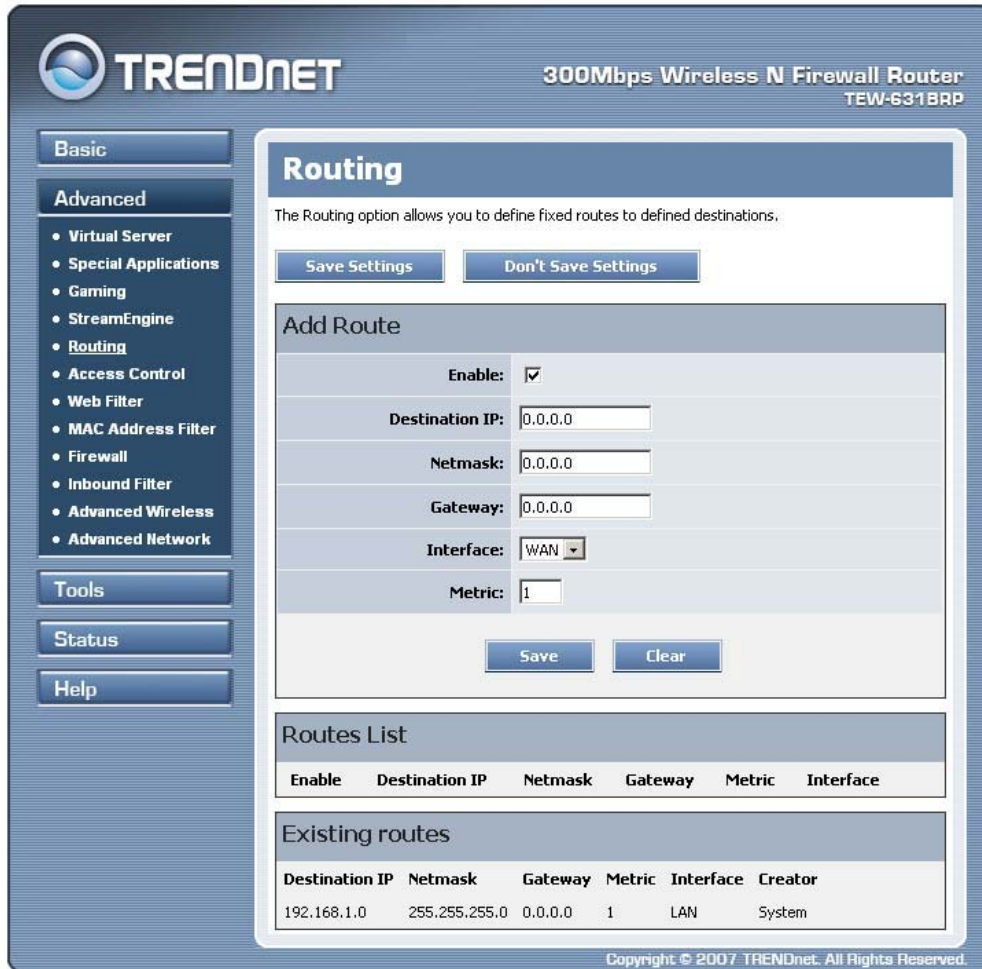 TRENDnet
300Mbps Wireless N Firewall Router
TEW-631BRP
Basic
Advanced
Virtual Server
Special Applications
Gaming
StreamEngine
Routing
Access Control
Web Filter
MAC Address Filter
Firewall
Inbound Filter
Advanced Wireless
Advanced Network
Tools
Status
Help
Routing
The Routing option allows you to define fixed routes to defined destinations.
Save Settings Don't Save Settings
Add Route
Enable:
Destination IP: 0.0.0.0
Netmask: 0.0.0.0
Gateway: 0.0.0.0
Interface: WAN
Metric: 1
Save Clear
Routes List
Enable Destination IP Netmask Gateway Metric Interface
Existing routes
Destination IP Netmask Gateway Metric Interface Creator
192.168.1.0 255.255.255.0 0.0.0.0 1 LAN System
Copyright © 2007 TRENDnet. All Rights Reserved.